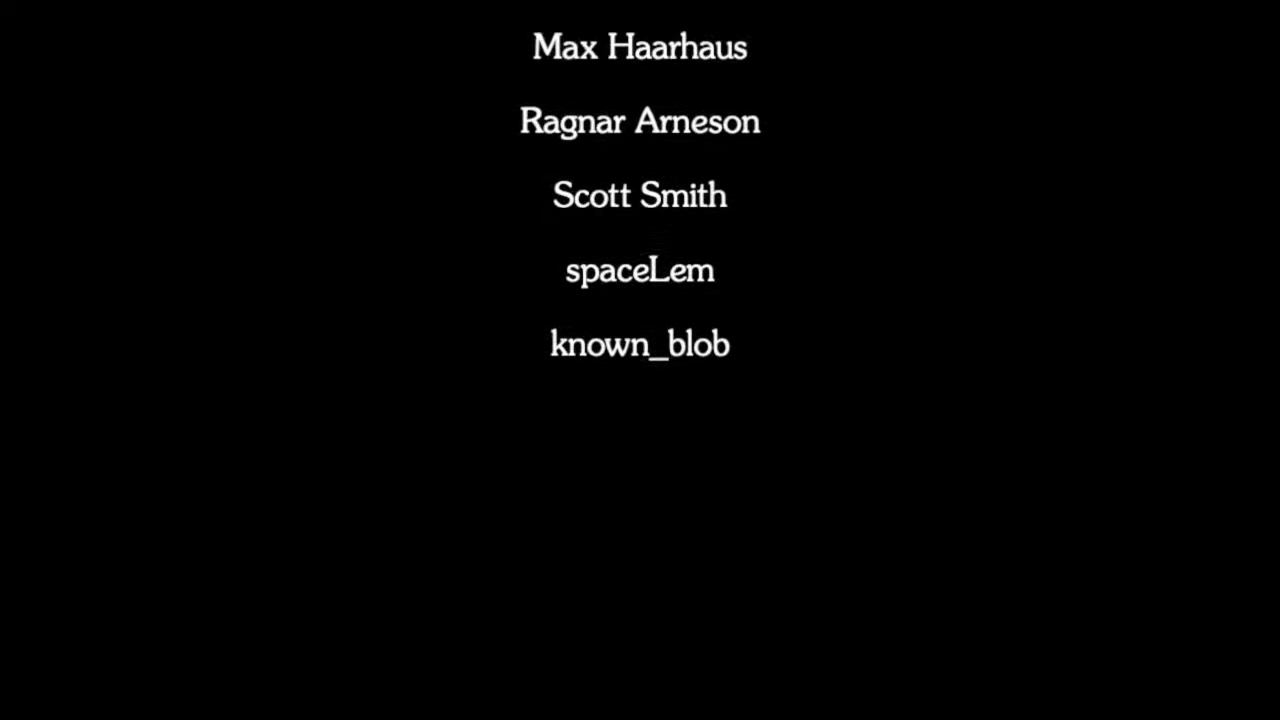 Max Haarhaus
Ragnar Arneson
Scott Smith
spaceLem
known_blob